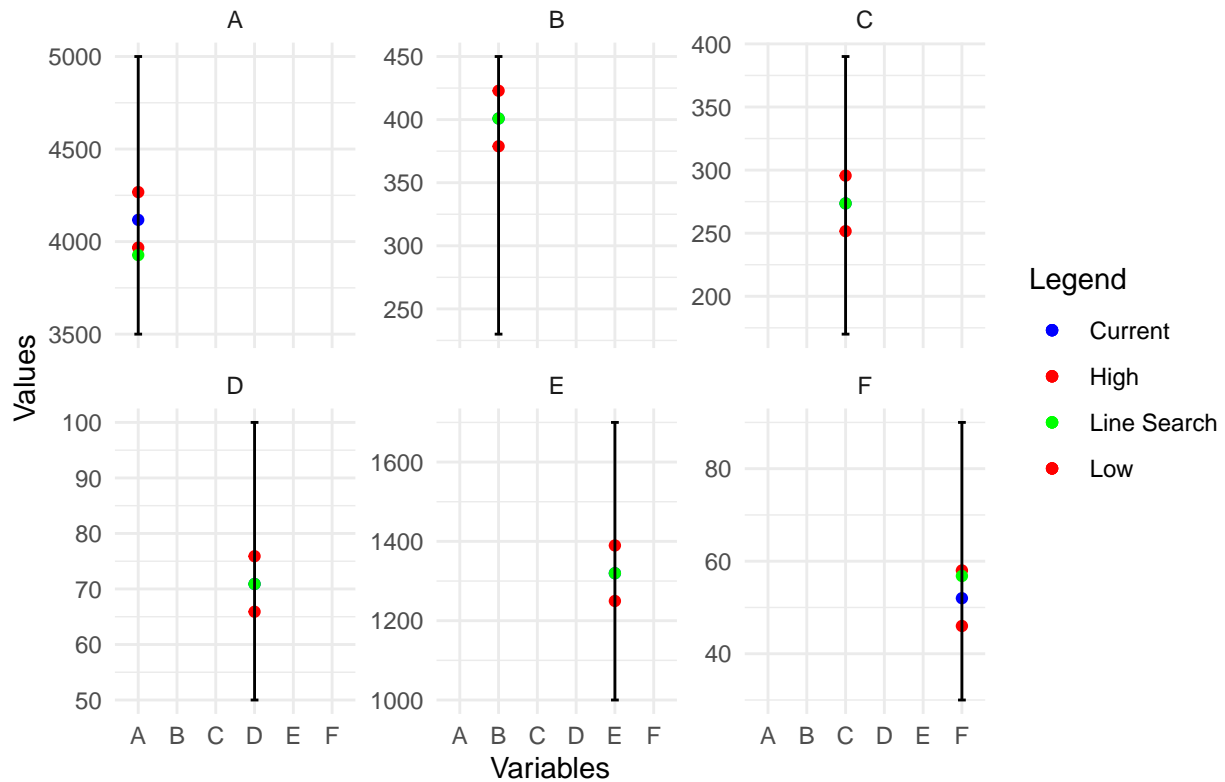 A B C
5000
4500
4000
3500
450
400
350
300
250
400
350
300
250
200
Values
D E F
100
90
80
70
60
50
1600
1400
1200
1000
80
60
40
A B C D E F
A B C D E F
A B C D E F
Variables
Legend
Current
High
Line Search
Low